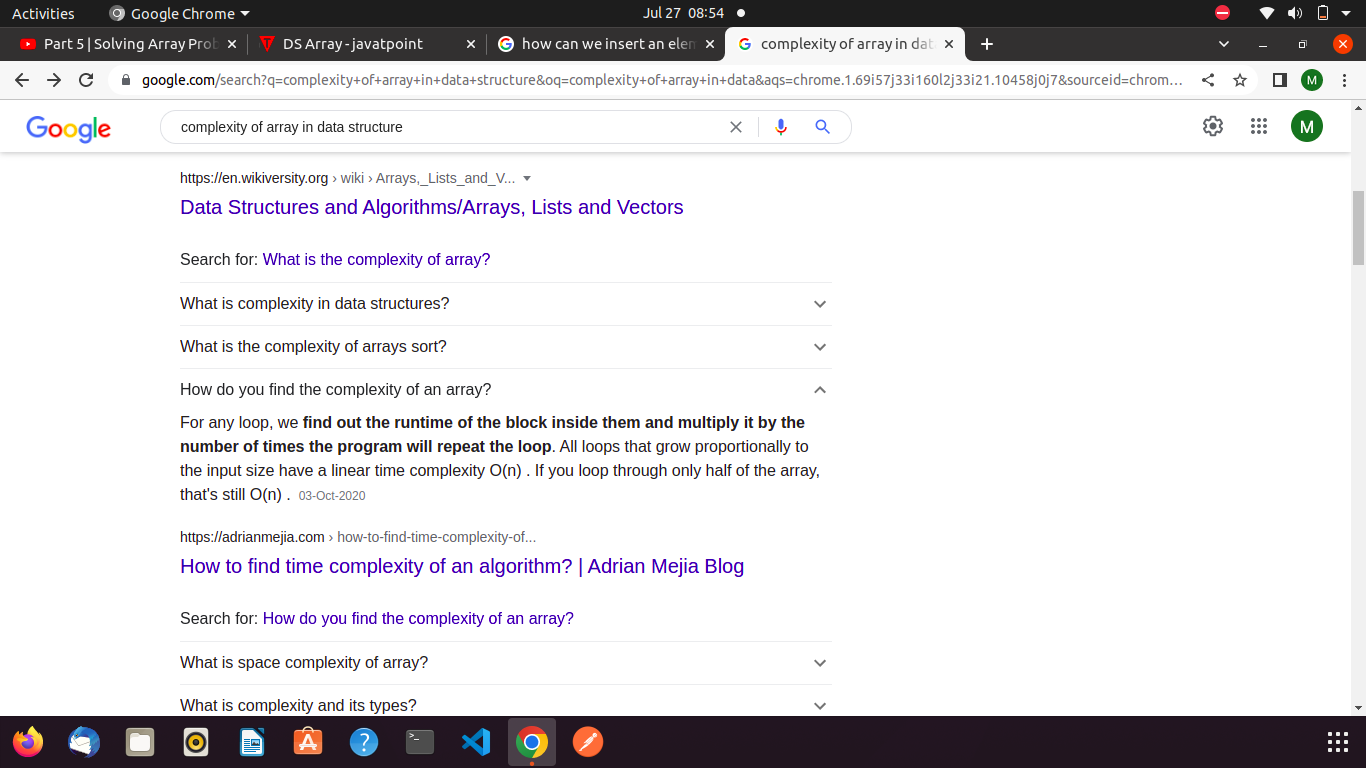 Activities
Google Chrome
Jul 27 08:54
Part 5 | Solving Array Prob
DS Array - javatpoint
how can we insert an elem
complexity of array in data
google.com/search?q=complexity+of+array+in+data+structure&oq=complexity+of+array+in+data&aqs=chrome.1.69i57j33i160l2j33i21.10458j0j7&sourceid=chrom…
M
Google
complexity of array in data structure
M
https://en.wikiversity.org › wiki › Arrays,_Lists_and_V...
Data Structures and Algorithms/Arrays, Lists and Vectors
Search for: What is the complexity of array?
What is complexity in data structures?
What is the complexity of arrays sort?
How do you find the complexity of an array?
For any loop, we find out the runtime of the block inside them and multiply it by the
number of times the program will repeat the loop. All loops that grow proportionally to
the input size have a linear time complexity O(n) . If you loop through only half of the array,
that's still O(n) . 03-Oct-2020
https://adrianmejia.com › how-to-find-time-complexity-of...
How to find time complexity of an algorithm? | Adrian Mejia Blog
Search for: How do you find the complexity of an array?
What is space complexity of array?
What is complexity and its types?